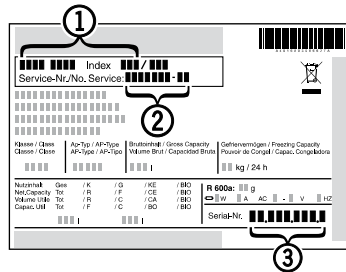 1
Index /
Service-Nr./No. Service: -
2
Klasse / Class
Classe / Clase
Ap-Typ / AP-Type
AP-Type / AP-Tipo
Bruttoinhalt / Gross Capacity
Volume Brut / Capacidad Bruta
Gefriervermögen / Freezing Capacity
Pouvoir de Congel / Capac. Congeladora
l
kg / 24 h
Nutzinhalt Ges / K / G / KE / BIO
Net.Capacity Tot / R / F / CE / BIO
Volume Utile Tot / R / C / FC / BIO
Capac. Util Tot / F / C / BO / BIO
l l
R 600a: g
W A AC - V HZ
Serial-Nr.
3